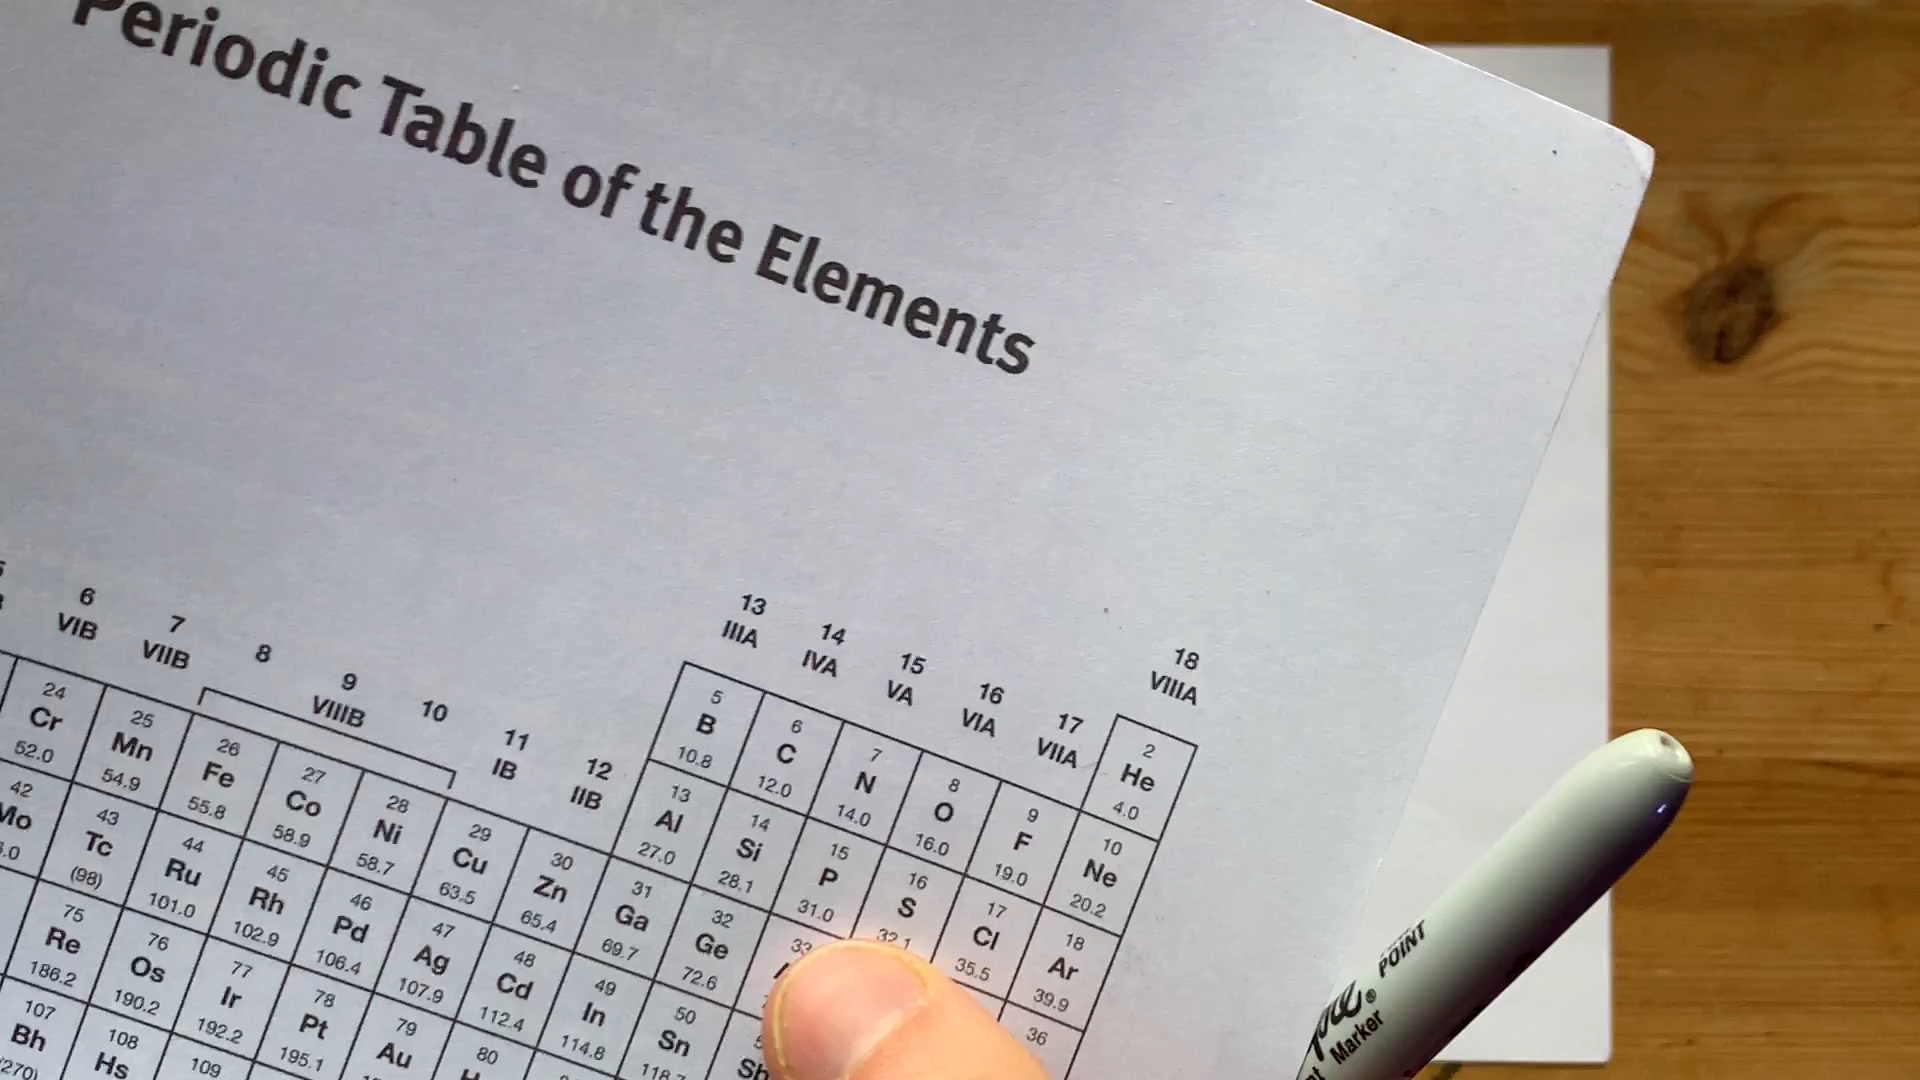 Periodic Table of the Elements
6 7 8 9 10 11 12 13 14 15 16 17 18
VIB VIIB VIIIB IB IIB IIIA IVA VA VIA VIIA VIIIA
2
He
4.0
5 6 7 8 9 10
B C N O F Ne
10.8 12.0 14.0 16.0 19.0 20.2
13 14 15 16 17 18
Al Si P S Cl Ar
27.0 28.1 31.0 32.1 35.5 39.9
24 25 26 27 28 29 30 31 32 33 36
Cr Mn Fe Co Ni Cu Zn Ga Ge
52.0 54.9 55.8 58.9 58.7 63.5 65.4 69.7 72.6
42 43 44 45 46 47 48 49 50
Mo Tc Ru Rh Pd Ag Cd In Sn Sb
(98) 101.0 102.9 106.4 107.9 112.4 114.8
75 76 77 78 79 80
Re Os Ir Pt Au
186.2 190.2 192.2 195.1
107 108 109
Bh Hs
(270)
POINT
Marker